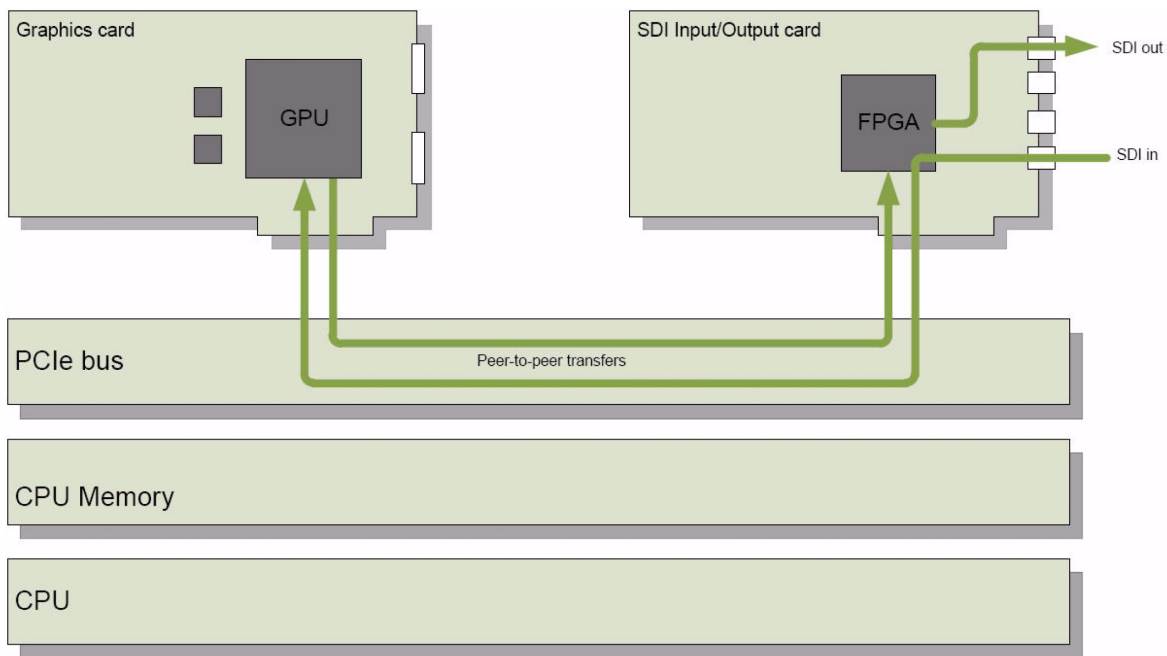 Graphics card
GPU
SDI Input/Output card
FPGA
SDI out
SDI in
PCIe bus
Peer-to-peer transfers
CPU Memory
CPU